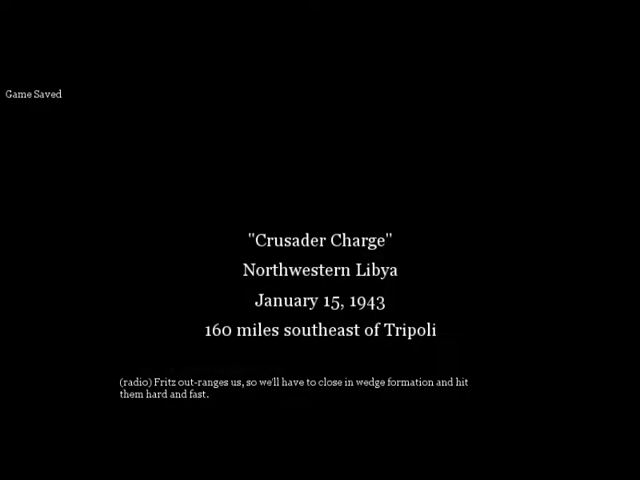 Game Saved
"Crusader Charge"
Northwestern Libya
January 15, 1943
160 miles southeast of Tripoli
(radio) Fritz out-ranges us, so we'll have to close in wedge formation and hit
them hard and fast.